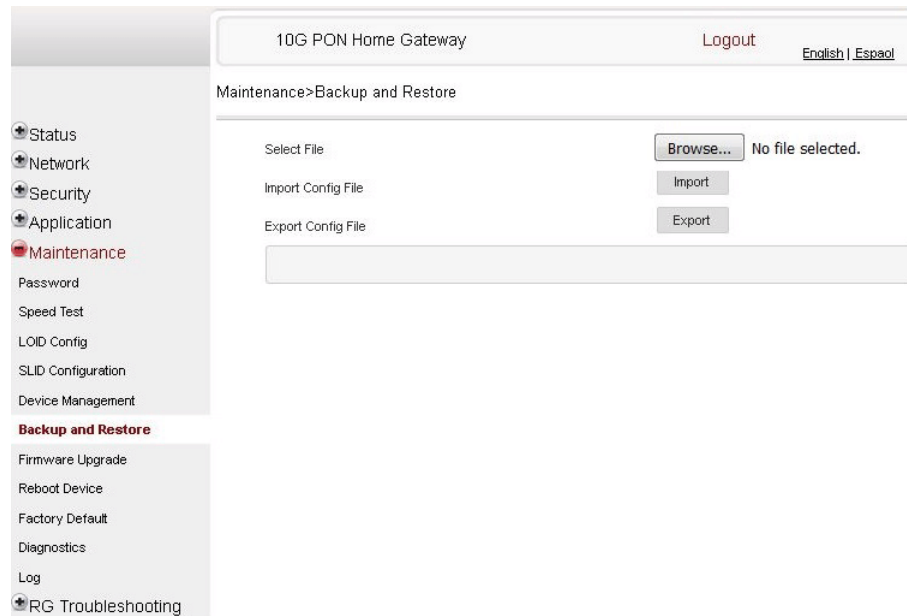 10G PON Home Gateway
Logout
English | Espaol
Maintenance>Backup and Restore
Status
Network
Security
Application
Maintenance
Password
Speed Test
LOID Config
SLID Configuration
Device Management
Backup and Restore
Firmware Upgrade
Reboot Device
Factory Default
Diagnostics
Log
RG Troubleshooting
Select File
Browse... No file selected.
Import Config File
Import
Export Config File
Export